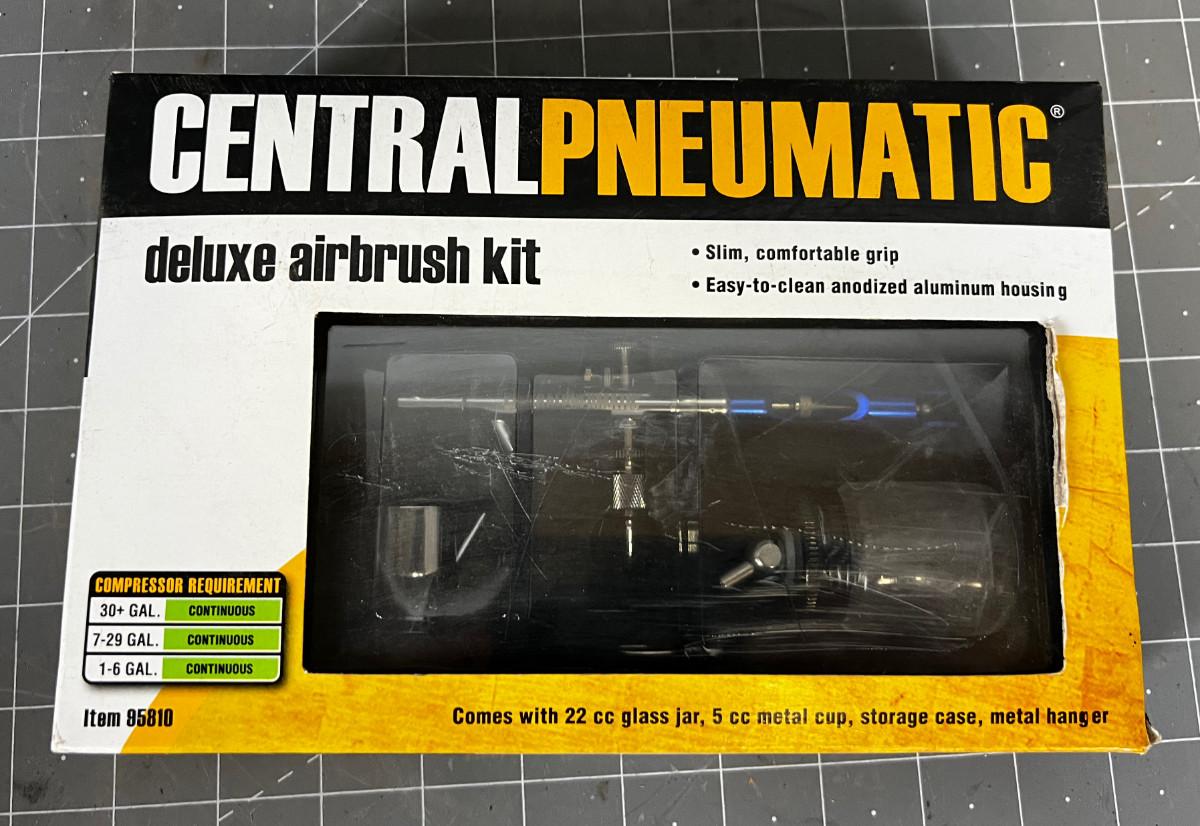 CENTRALPNEUMATIC®
deluxe airbrush kit
• Slim, comfortable grip
• Easy-to-clean anodized aluminum housing
COMPRESSOR REQUIREMENT
30+ GAL. CONTINUOUS
7-29 GAL. CONTINUOUS
1-6 GAL. CONTINUOUS
Item 95810
Comes with 22 cc glass jar, 5 cc metal cup, storage case, metal hanger